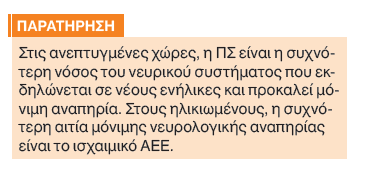 ΠΑΡΑΤΗΡΗΣΗ
Στις ανεπτυγμένες χώρες, η ΠΣ είναι η συχνό-
τερη νόσος του νευρικού συστήματος που εκ-
δηλώνεται σε νέους ενήλικες και προκαλεί μό-
νιμη αναπηρία. Στους ηλικιωμένους, η συχνό-
τερη αιτία μόνιμης νευρολογικής αναπηρίας
είναι το ισχαιμικό ΑΕΕ.